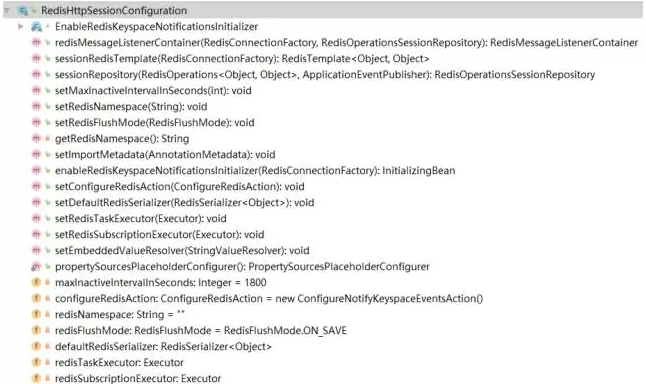 RedisHttpSessionConfiguration
EnableRedisKeyspaceNotificationsInitializer
redisMessageListenerContainer(RedisConnectionFactory, RedisOperationsSessionRepository): RedisMessageListenerContainer
sessionRedisTemplate(RedisConnectionFactory): RedisTemplate<Object, Object>
sessionRepository(RedisOperations<Object, Object>, ApplicationEventPublisher): RedisOperationsSessionRepository
setMaxInactiveIntervalInSeconds(int): void
setRedisNamespace(String): void
setRedisFlushMode(RedisFlushMode): void
getRedisNamespace(): String
setImportMetadata(AnnotationMetadata): void
enableRedisKeyspaceNotificationsInitializer(RedisConnectionFactory): InitializingBean
setConfigureRedisAction(ConfigureRedisAction): void
setDefaultRedisSerializer(RedisSerializer<Object>): void
setRedisTaskExecutor(Executor): void
setRedisSubscriptionExecutor(Executor): void
setEmbeddedValueResolver(StringValueResolver): void
propertySourcesPlaceholderConfigurer(): PropertySourcesPlaceholderConfigurer
maxInactiveIntervalInSeconds: Integer = 1800
configureRedisAction: ConfigureRedisAction = new ConfigureNotifyKeyspaceEventsAction()
redisNamespace: String = ""
redisFlushMode: RedisFlushMode = RedisFlushMode.ON_SAVE
defaultRedisSerializer: RedisSerializer<Object>
redisTaskExecutor: Executor
redisSubscriptionExecutor: Executor